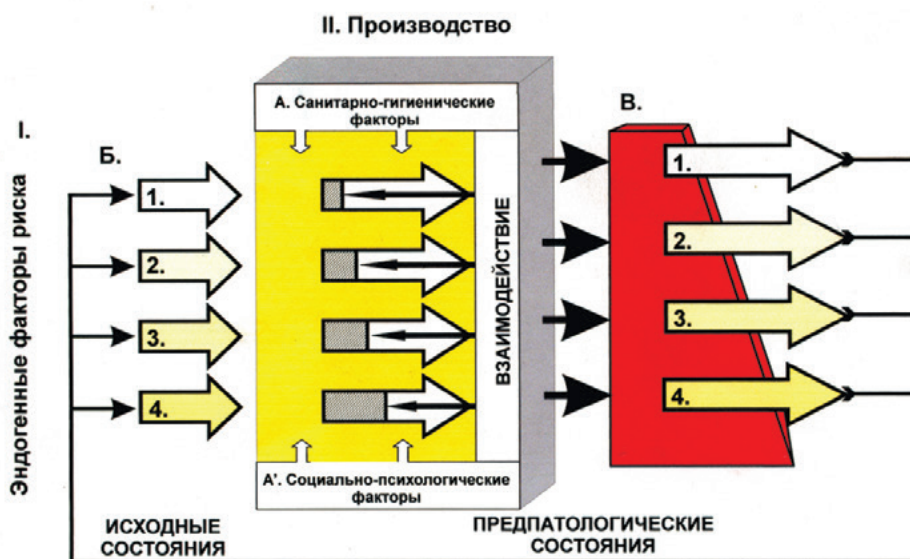 II. Производство
А. Санитарно-гигиенические
факторы
В.
I.
Б.
Эндогенные факторы риска
1.
2.
3.
4.
ВЗАИМОДЕЙСТВИЕ
1.
2.
3.
4.
А'. Социально-психологические
факторы
ИСХОДНЫЕ
СОСТОЯНИЯ
ПРЕДПАТОЛОГИЧЕСКИЕ
СОСТОЯНИЯ